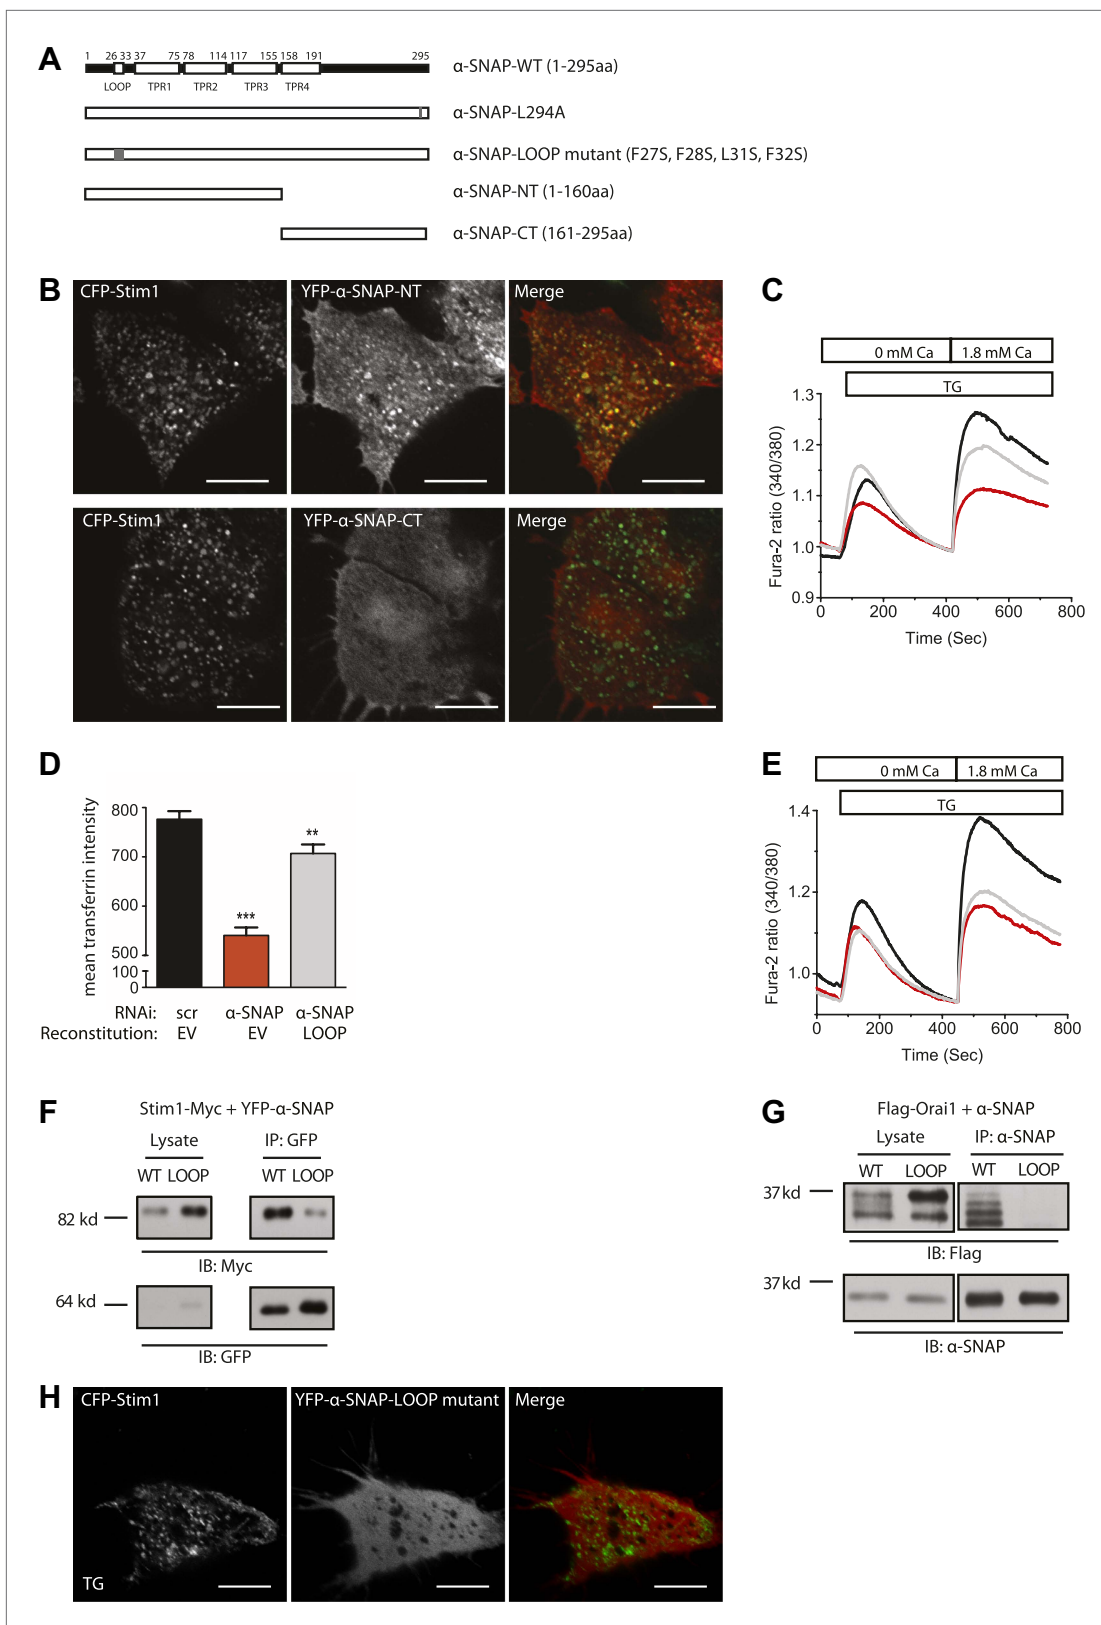 A
1 26 33 37 75 78 114 117 155 158 191 295
LOOP TPR1 TPR2 TPR3 TPR4
α-SNAP-WT (1-295aa)
α-SNAP-L294A
α-SNAP-LOOP mutant (F27S, F28S, L31S, F32S)
α-SNAP-NT (1-160aa)
α-SNAP-CT (161-295aa)
B
CFP-Stim1
YFP-α-SNAP-NT
Merge
CFP-Stim1
YFP-α-SNAP-CT
Merge
C
0 mM Ca
1.8 mM Ca
TG
1.3
1.2
1.1
1.0
0.9
Fura-2 ratio (340/380)
0 200 400 600 800
Time (Sec)
D
mean transferrin intensity
800
700
600
500
100
0
***
**
RNAi: scr α-SNAP α-SNAP
Reconstitution: EV EV LOOP
E
0 mM Ca
1.8 mM Ca
TG
1.4
1.2
1.0
Fura-2 ratio (340/380)
0 200 400 600 800
Time (Sec)
F
Stim1-Myc + YFP-α-SNAP
Lysate IP: GFP
WT LOOP WT LOOP
82 kd
IB: Myc
64 kd
IB: GFP
G
Flag-Orai1 + α-SNAP
Lysate IP: α-SNAP
WT LOOP WT LOOP
37 kd
IB: Flag
37 kd
IB: α-SNAP
H
CFP-Stim1
YFP-α-SNAP-LOOP mutant
Merge
TG